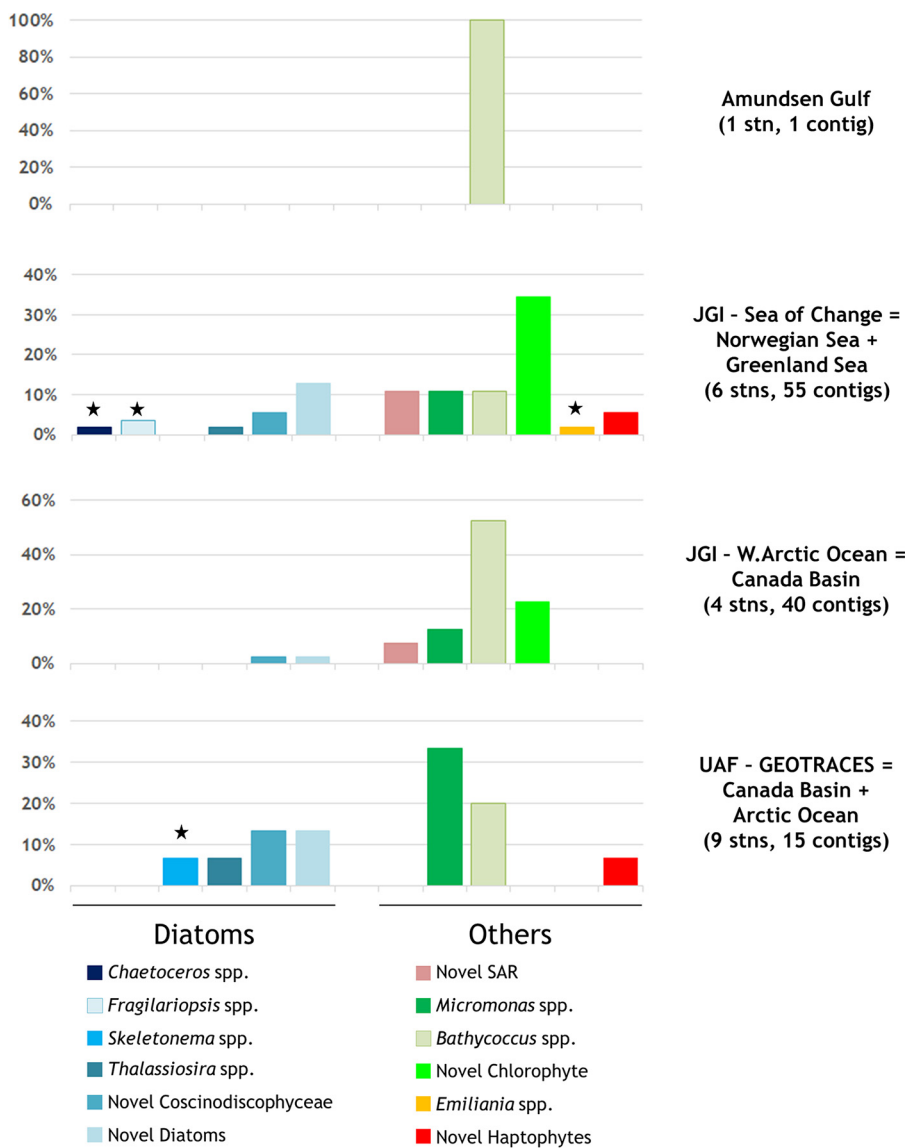 100%
80%
60%
40%
20%
0%
Amundsen Gulf
(1 stn, 1 contig)
40%
30%
20%
10%
0%
★ ★ ★
JGI - Sea of Change =
Norwegian Sea +
Greenland Sea
(6 stns, 55 contigs)
60%
40%
20%
0%
JGI - W.Arctic Ocean =
Canada Basin
(4 stns, 40 contigs)
40%
30%
20%
10%
0%
★
UAF - GEOTRACES =
Canada Basin +
Arctic Ocean
(9 stns, 15 contigs)
Diatoms
Chaetoceros spp.
Fragilariopsis spp.
Skeletonema spp.
Thalassiosira spp.
Novel Coscinodiscophyceae
Novel Diatoms
Others
Novel SAR
Micromonas spp.
Bathycoccus spp.
Novel Chlorophyte
Emiliania spp.
Novel Haptophytes